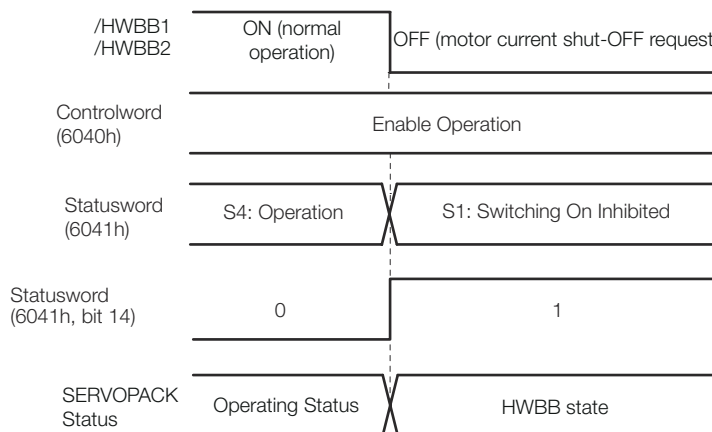 /HWBB1
/HWBB2
ON (normal
operation)
OFF (motor current shut-OFF request
Controlword
(6040h)
Enable Operation
Statusword
(6041h)
S4: Operation
S1: Switching On Inhibited
Statusword
(6041h, bit 14)
0
1
SERVOPACK
Status
Operating Status
HWBB state